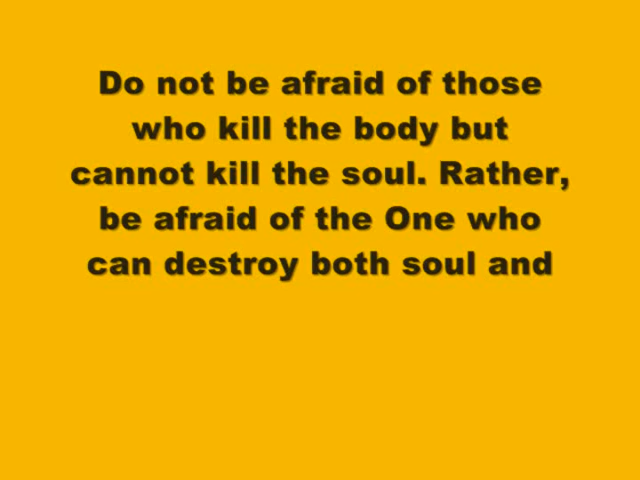 Do not be afraid of those
who kill the body but
cannot kill the soul. Rather,
be afraid of the One who
can destroy both soul and